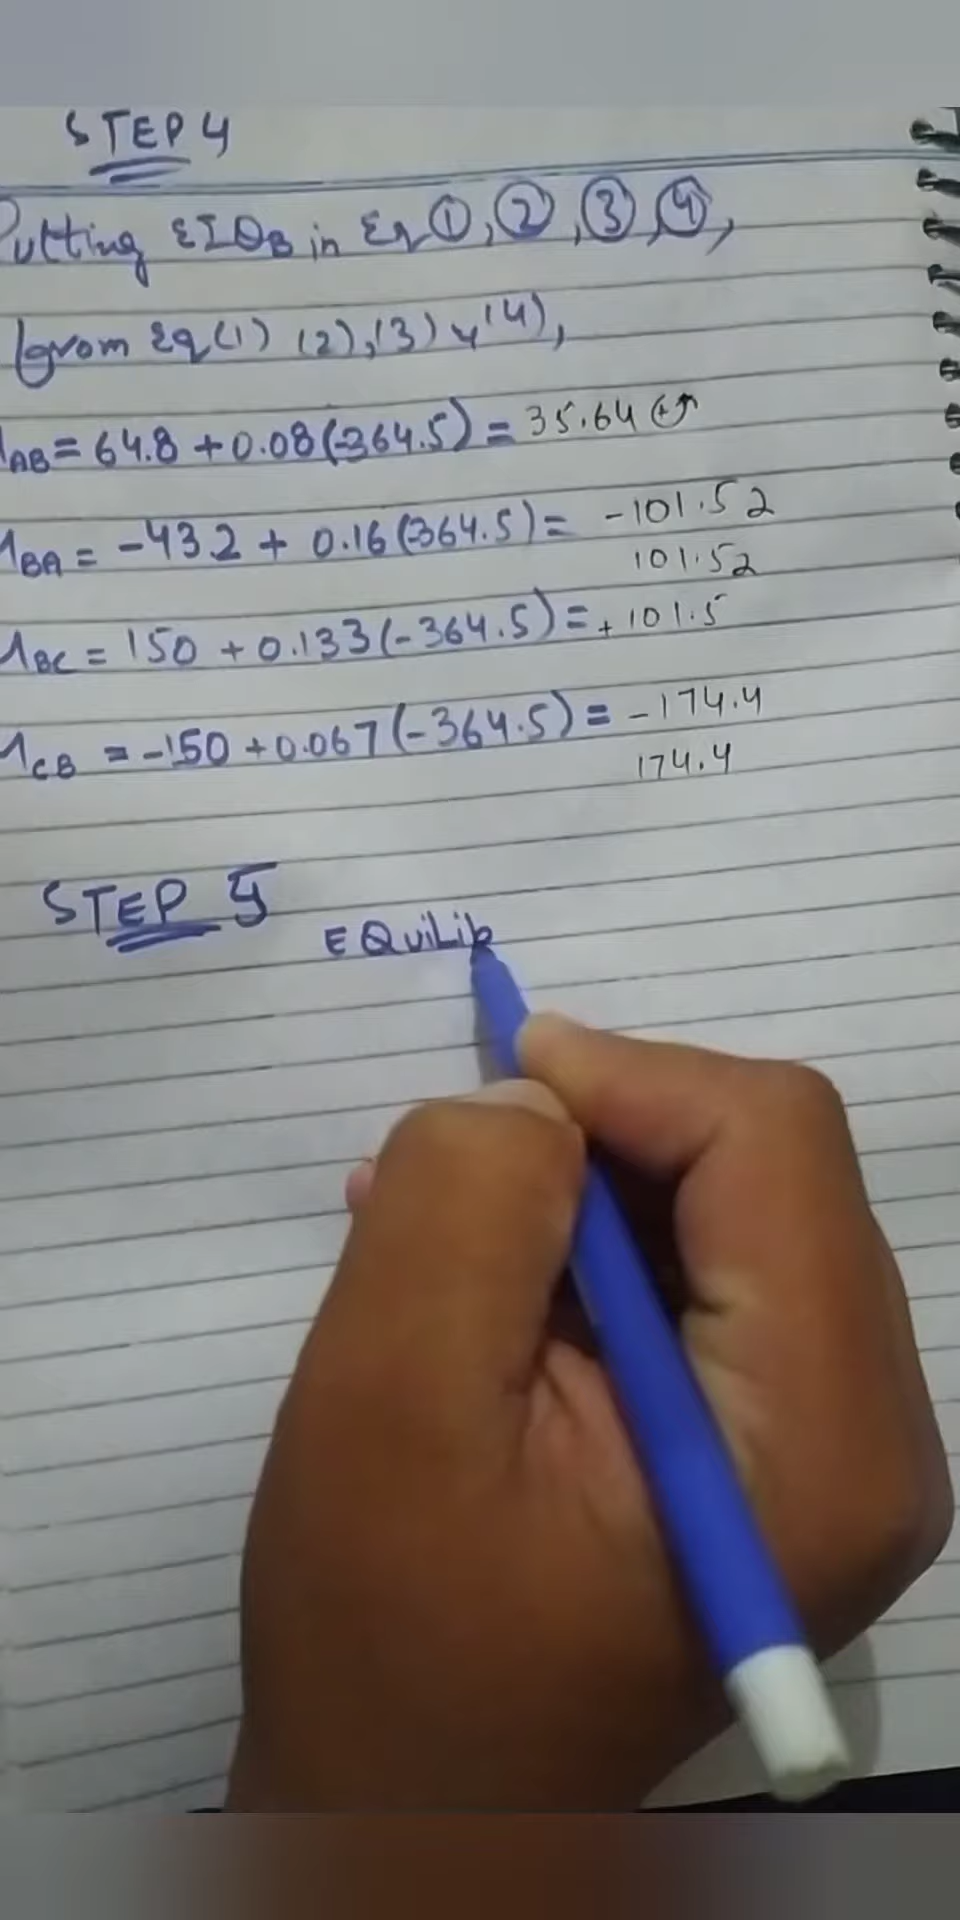 STEP 4
Putting EIθB in Eq ①, ②, ③, ④,
from Eq (1) (2), (3) y (4),
MAB = 64.8 + 0.08(-364.5) = 35.64 (+↑
MBA = -43.2 + 0.16(-364.5) = -101.52
101.52
MBC = 150 + 0.133(-364.5) = + 101.5
MCB = -150 + 0.067(-364.5) = -174.4
174.4
STEP 5
EQUiLib